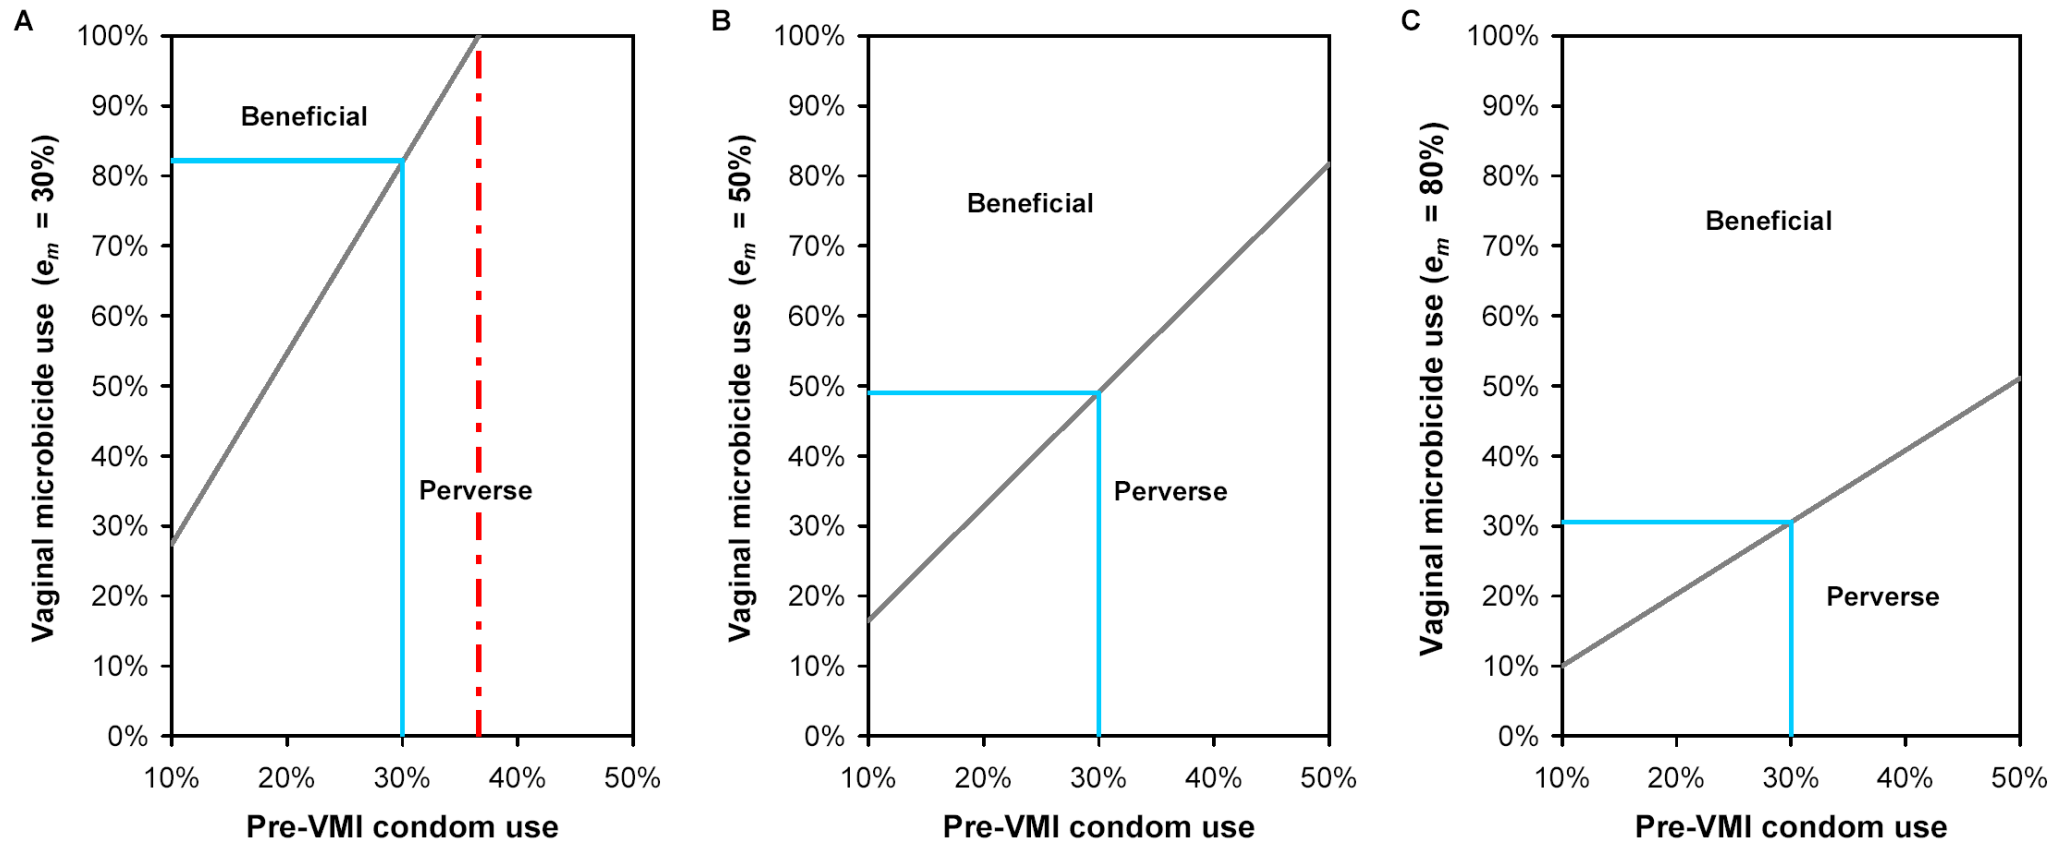 A
Vaginal microbicide use (em = 30%)
100%
90%
80%
70%
60%
50%
40%
30%
20%
10%
0%
Beneficial
Perverse
10% 20% 30% 40% 50%
Pre-VMI condom use
B
Vaginal microbicide use (em = 50%)
100%
90%
80%
70%
60%
50%
40%
30%
20%
10%
0%
Beneficial
Perverse
10% 20% 30% 40% 50%
Pre-VMI condom use
C
Vaginal microbicide use (em = 80%)
100%
90%
80%
70%
60%
50%
40%
30%
20%
10%
0%
Beneficial
Perverse
10% 20% 30% 40% 50%
Pre-VMI condom use